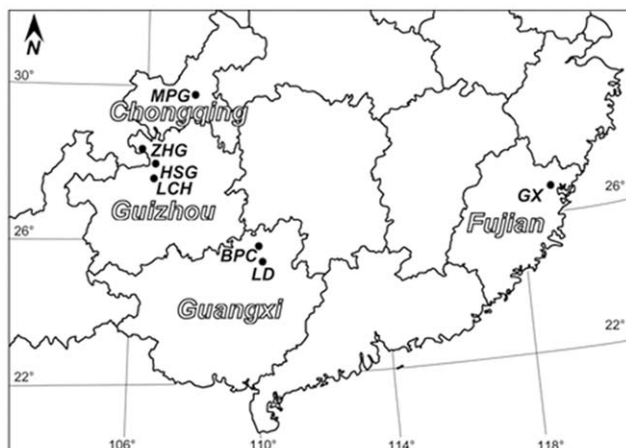 N
30°
MPG
Chongqing
ZHG
HSG
LCH
Guizhou
GX
26°
Fujian
26°
BPC
LD
Guangxi
22°
22°
106°
110°
114°
118°